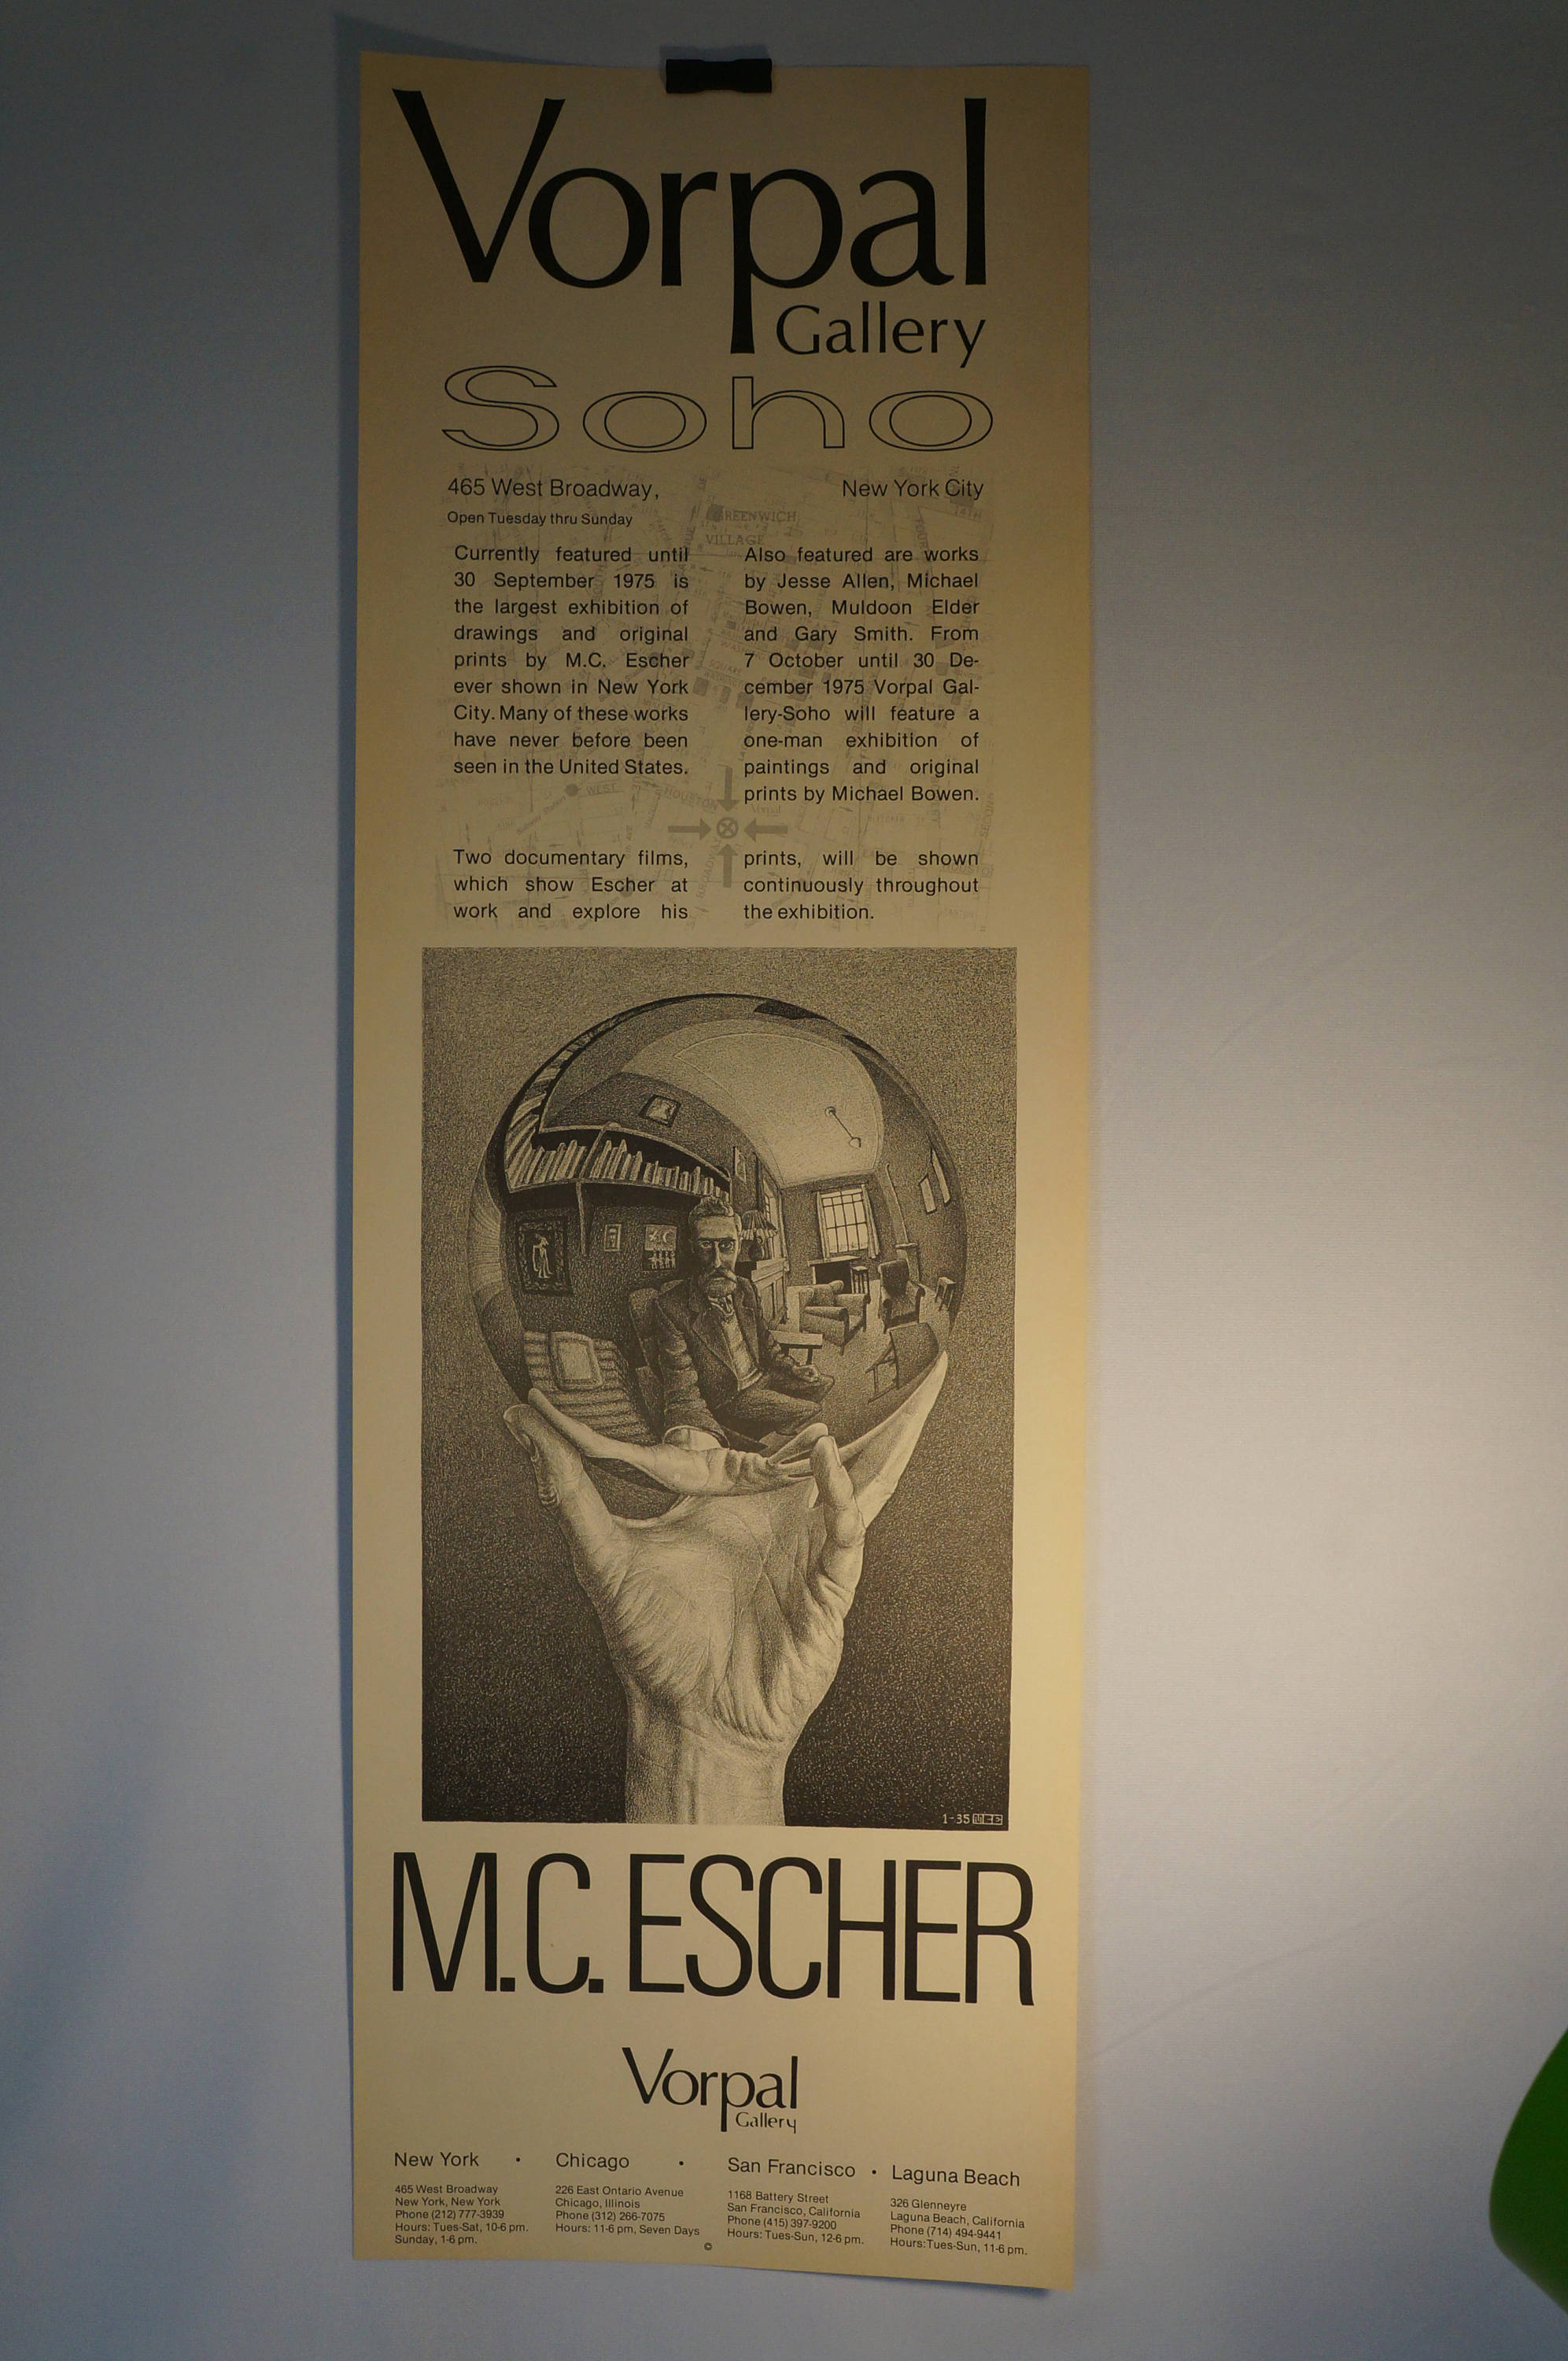 Vorpal
Gallery
Soho
465 West Broadway,
New York City
Open Tuesday thru Sunday
GREENWICH
VILLAGE
Currently featured until
30 September 1975 is
the largest exhibition of
drawings and original
prints by M.C. Escher
ever shown in New York
City. Many of these works
have never before been
seen in the United States.
Also featured are works
by Jesse Allen, Michael
Bowen, Muldoon Elder
and Gary Smith. From
7 October until 30 De-
cember 1975 Vorpal Gal-
lery-Soho will feature a
one-man exhibition of
paintings and original
prints by Michael Bowen.
WEST HOUSTON
Two documentary films,
which show Escher at
work and explore his
prints, will be shown
continuously throughout
the exhibition.
1-35 MCE
M.C. ESCHER
Vorpal
Gallery
New York • Chicago • San Francisco • Laguna Beach
465 West Broadway
New York, New York
Phone (212) 777-3939
Hours: Tues-Sat, 10-6 pm.
Sunday, 1-6 pm.
226 East Ontario Avenue
Chicago, Illinois
Phone (312) 266-7075
Hours: 11-6 pm, Seven Days
©
1168 Battery Street
San Francisco, California
Phone (415) 397-9200
Hours: Tues-Sun, 12-6 pm.
326 Glenneyre
Laguna Beach, California
Phone (714) 494-9441
Hours: Tues-Sun, 11-6 pm.